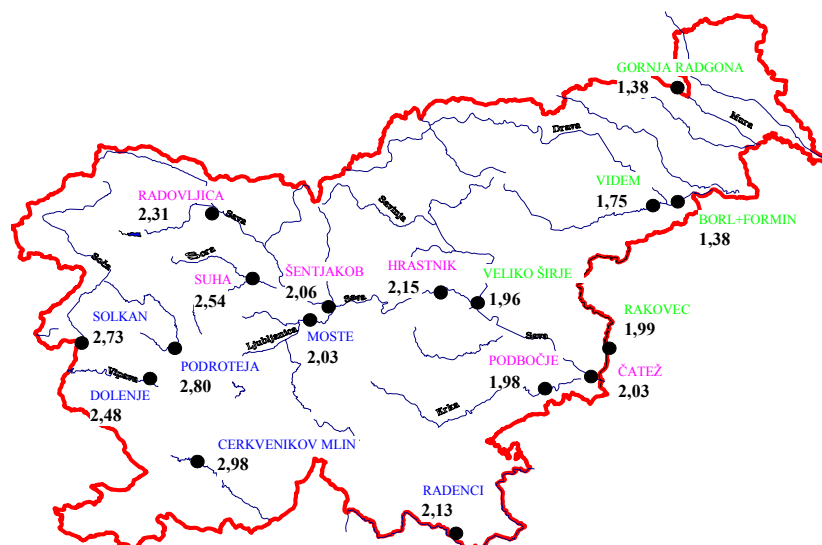 GORNJA RADGONA
1,38
Mura
Drava
VIDEM
1,75
BORL+FORMIN
1,38
RADOVLJICA
2,31
Sava
Savinja
Sora
Soča
SUHA
2,54
ŠENTJAKOB
2,06
Sava
HRASTNIK
2,15
VELIKO ŠIRJE
1,96
SOLKAN
2,73
Ljubljanica
MOSTE
2,03
Sava
RAKOVEC
1,99
PODROTEJA
2,80
Vipava
DOLENJE
2,48
PODBOČJE
1,98
ČATEŽ
2,03
Krka
CERKVENIKOV MLIN
2,98
RADENCI
2,13